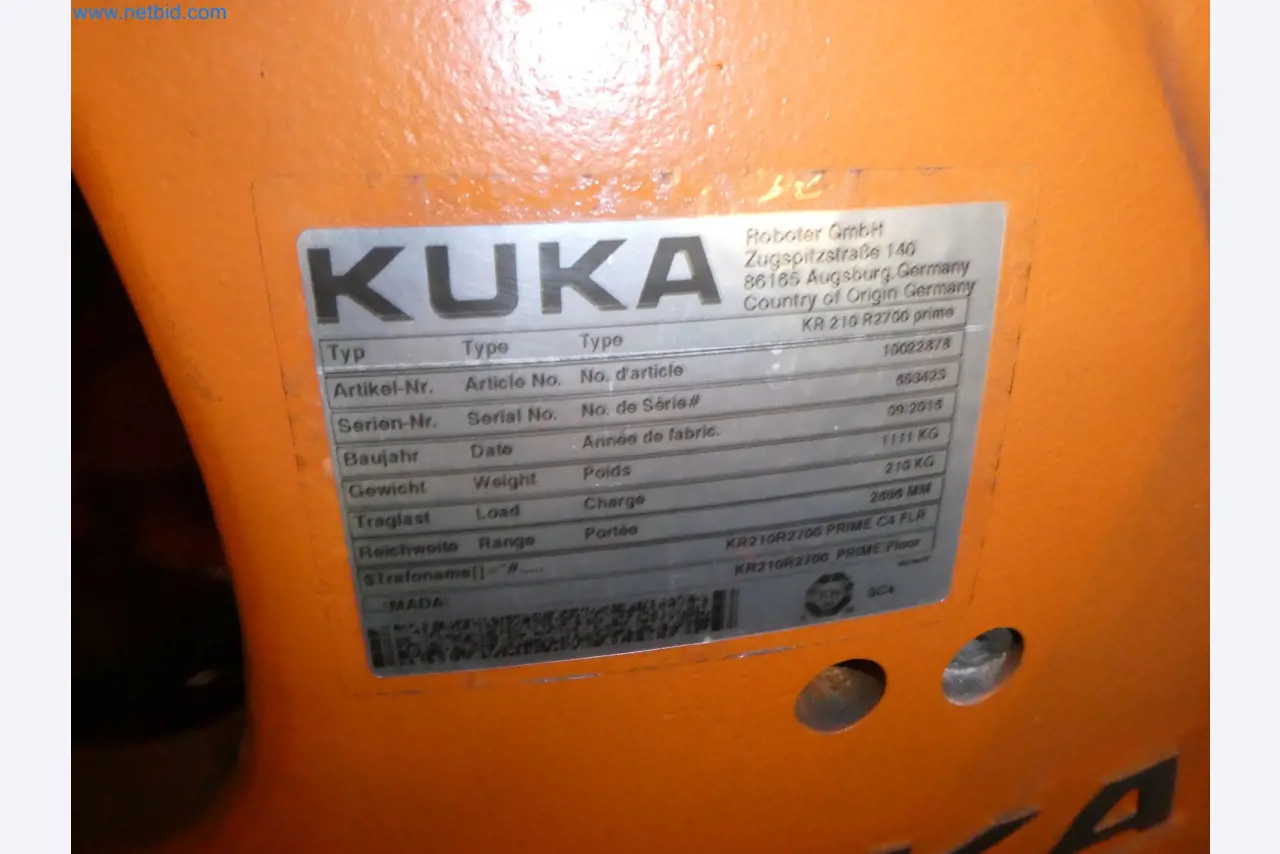 www.netbid.com
KUKA
Roboter GmbH
Zugspitzstraße 140
86165 Augsburg, Germany
Country of Origin Germany
Typ Type Type KR 210 R2700 prime
Artikel-Nr. Article No. No. d'article 10022878
Serien-Nr. Serial No. No. de Série#
Baujahr Date Année de fabric.
Gewicht Weight Poids 1111 KG
Traglast Load Charge 210 KG
Reichweite Range Portée 2696 MM
$Trafoname[]="#.... KR210R2700 PRIME C4 FLR
.../MADA/ KR210R2700 PRIME Floor
SC4